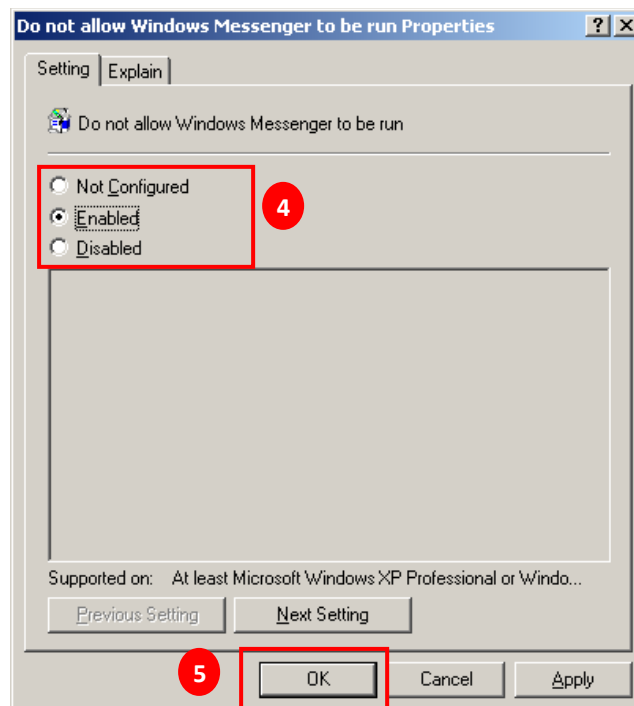 Do not allow Windows Messenger to be run Properties
Setting Explain
Do not allow Windows Messenger to be run
Not Configured
4
Enabled
Disabled
Supported on: At least Microsoft Windows XP Professional or Windo...
Previous Setting Next Setting
5
OK Cancel Apply